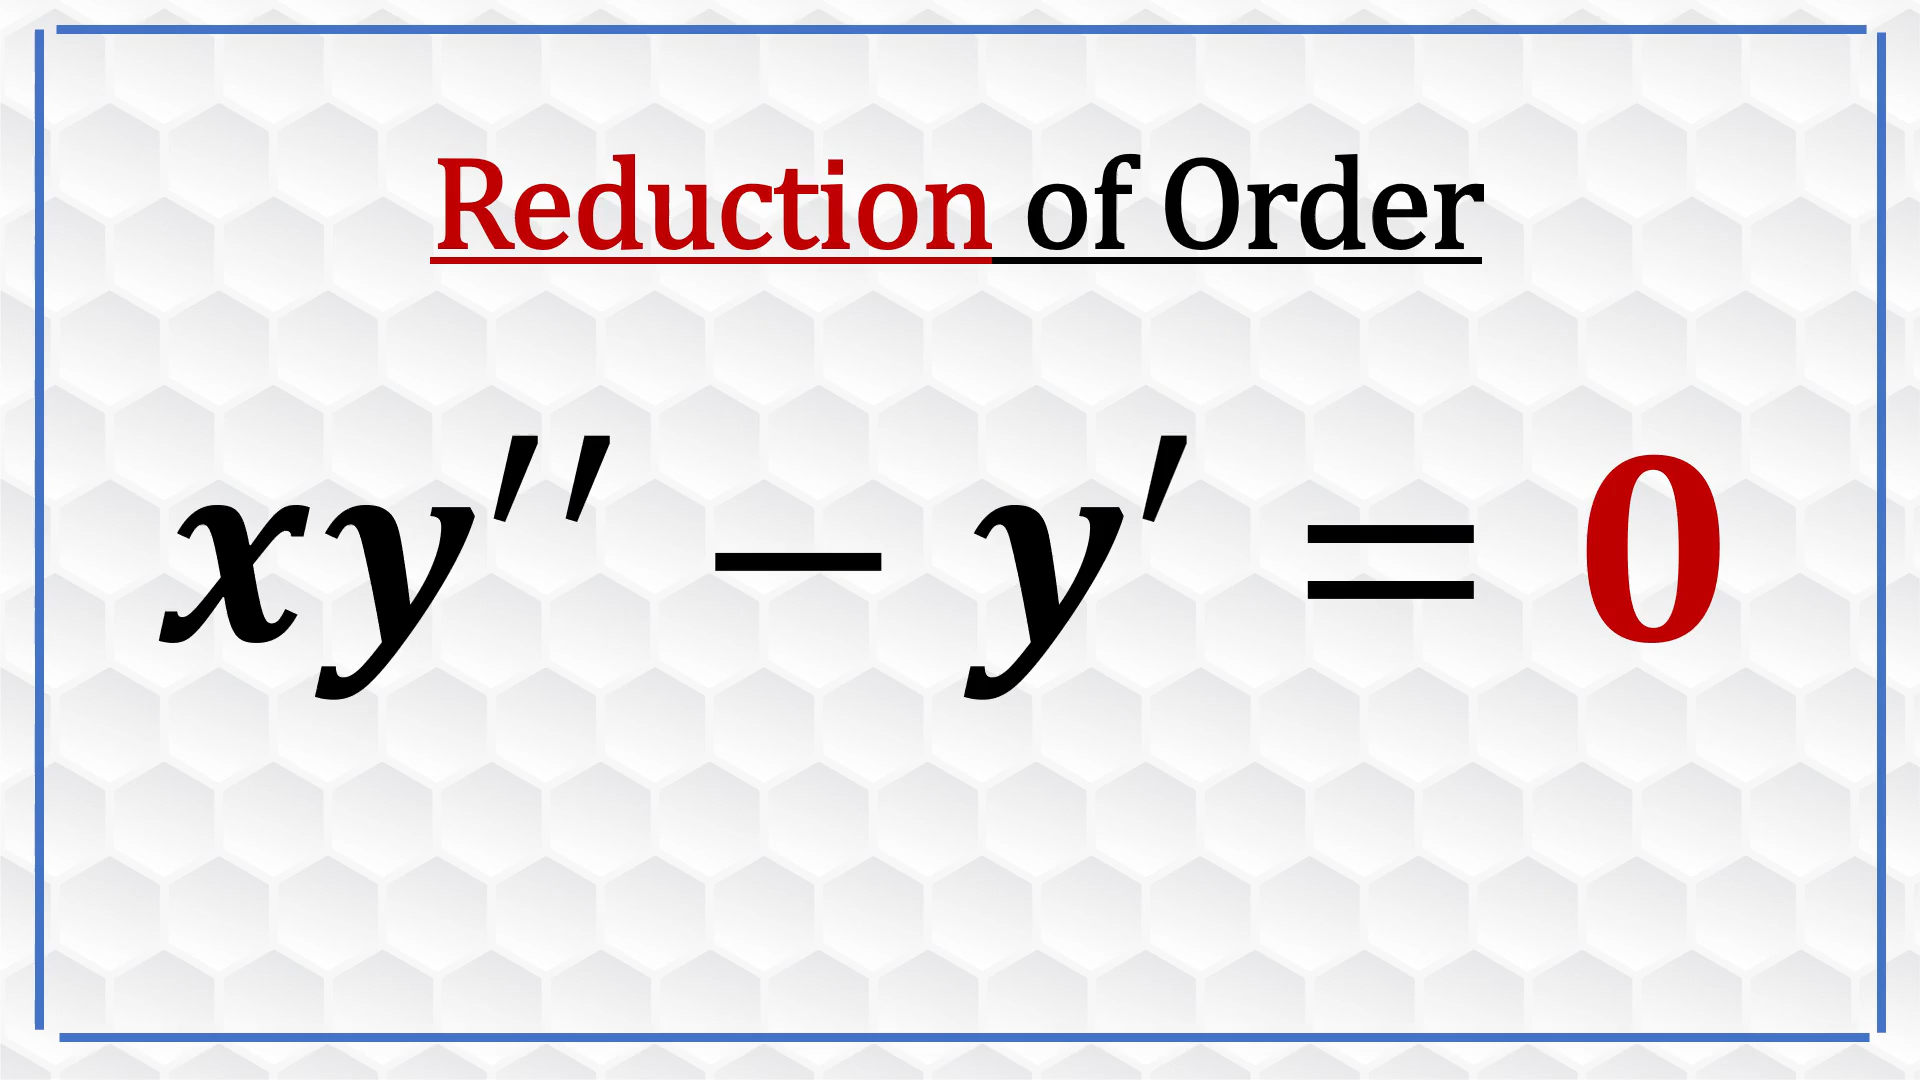 Reduction of Order
xy′′ − y′ = 0